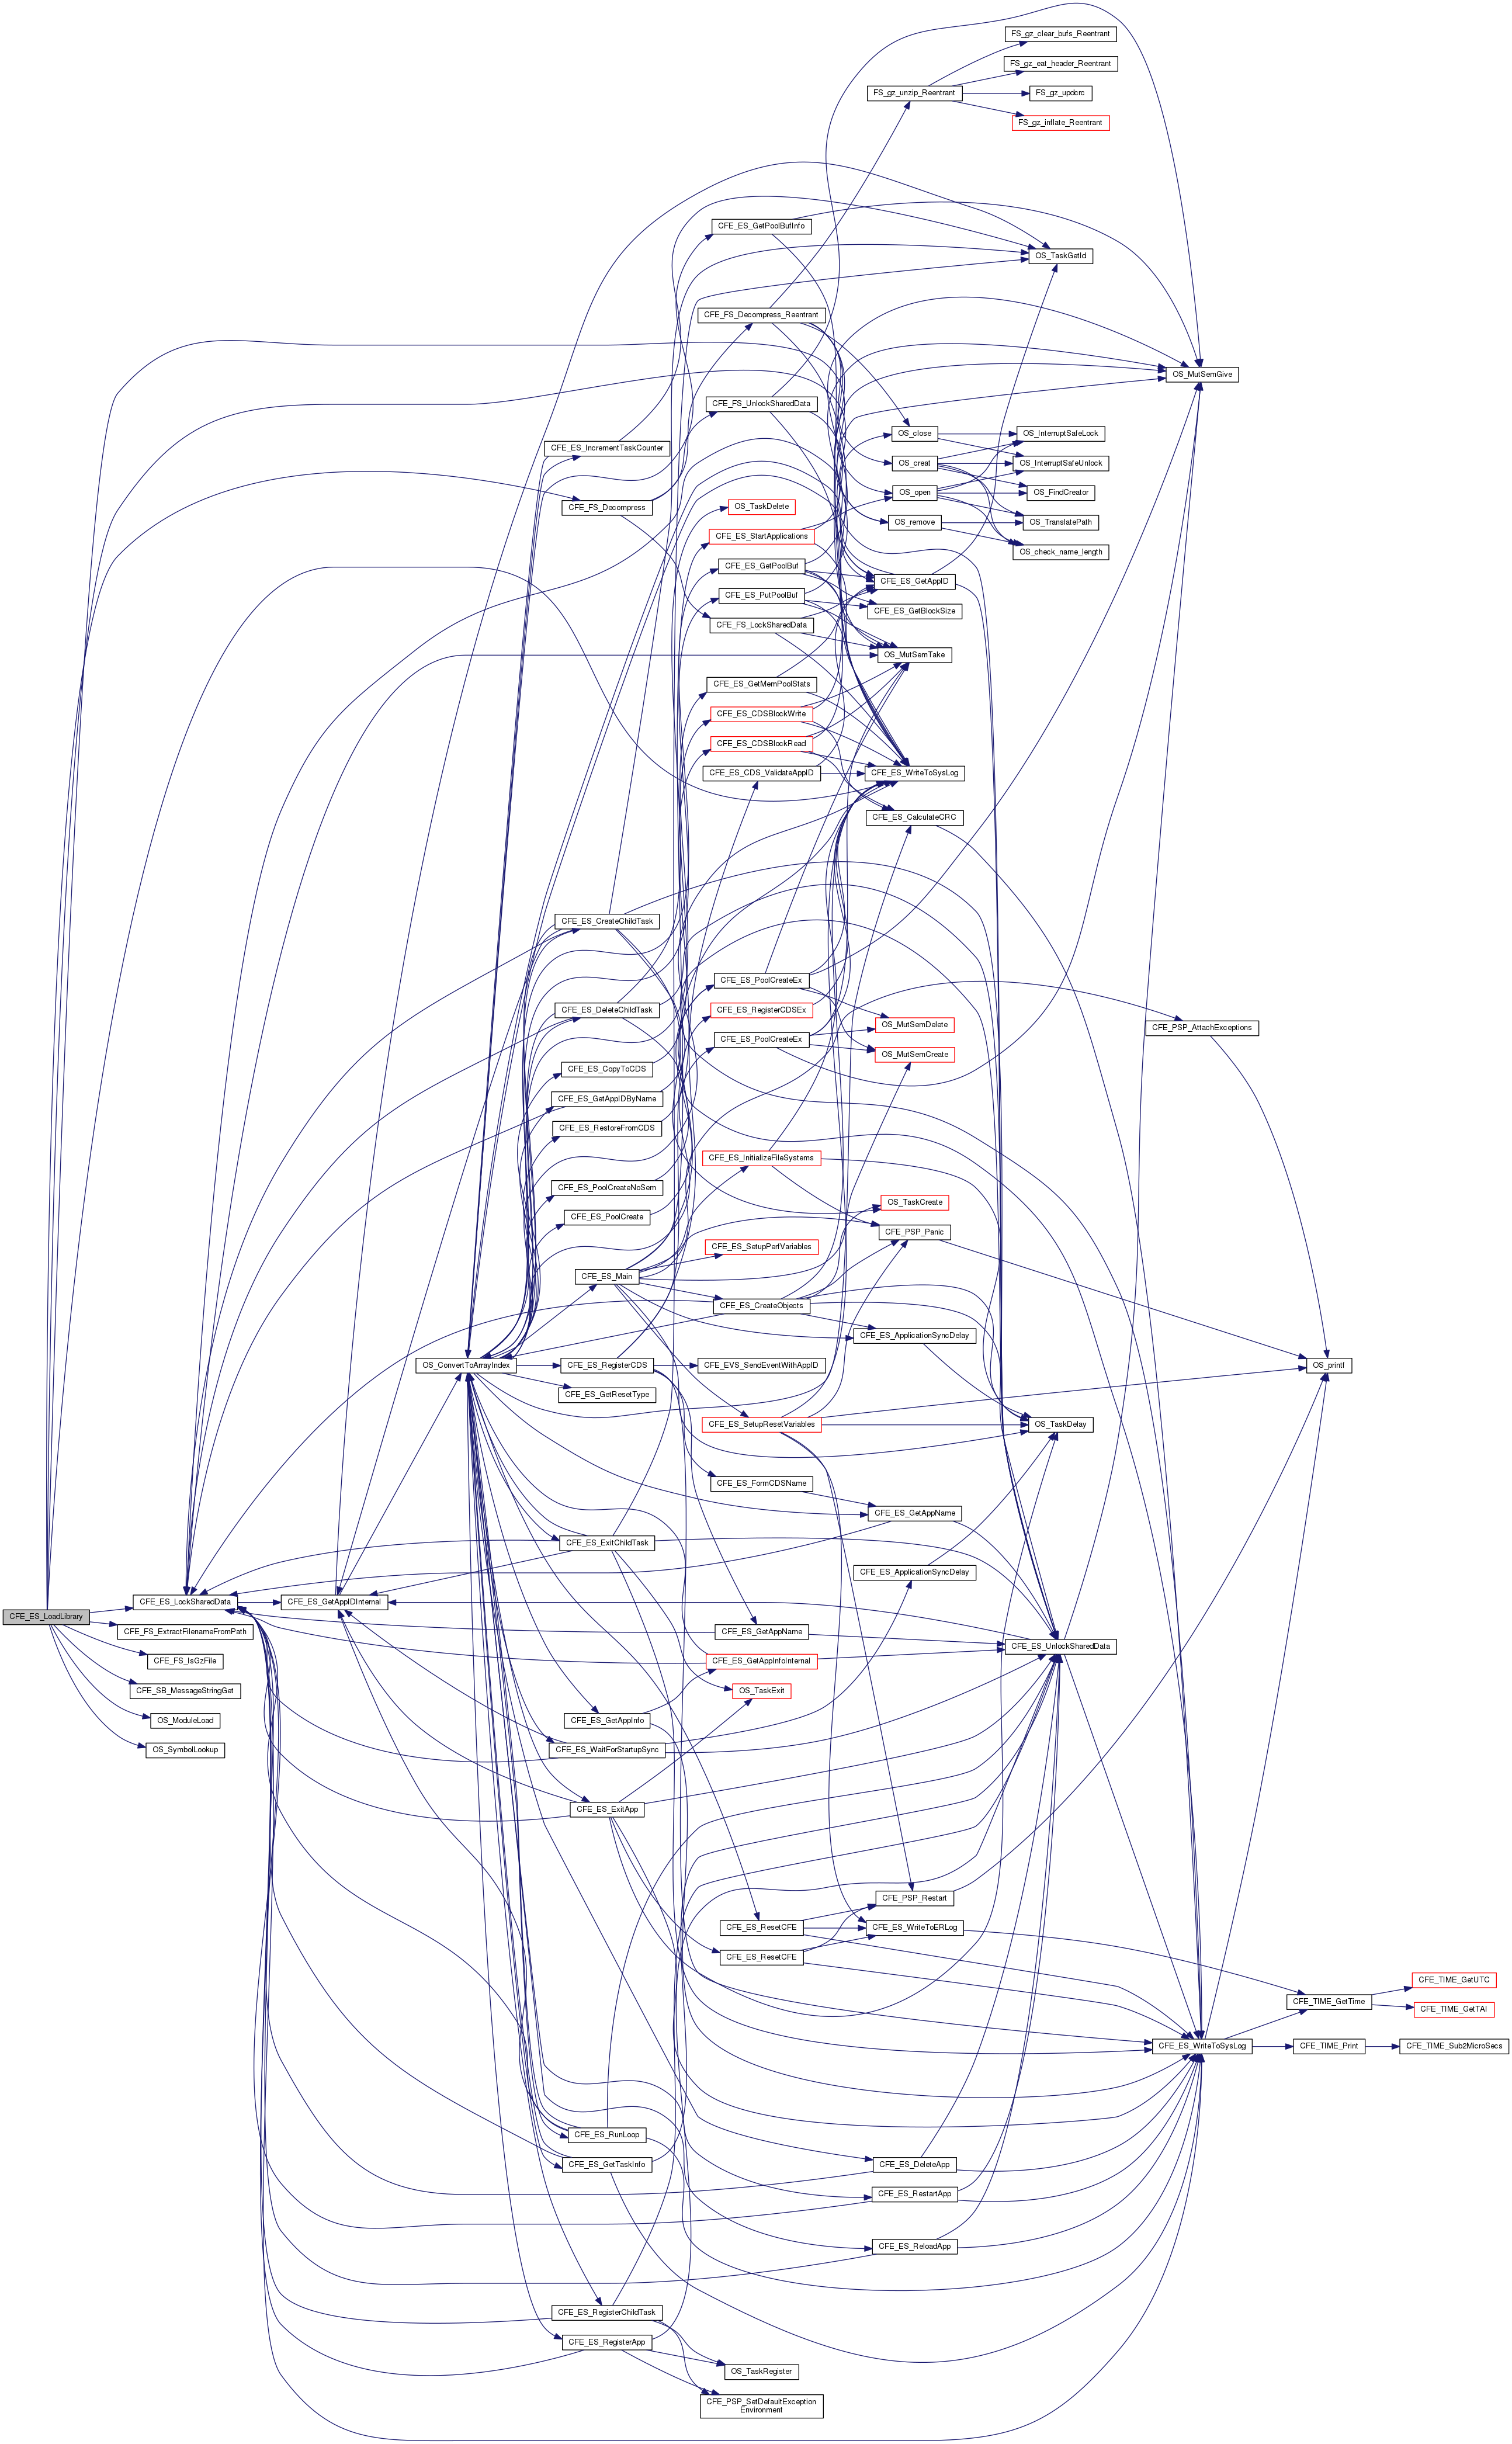 FS_gz_clear_bufs_Reentrant
FS_gz_eat_header_Reentrant
FS_gz_unzip_Reentrant
FS_gz_updcrc
FS_gz_inflate_Reentrant
CFE_ES_GetPoolBufInfo
OS_TaskGetId
CFE_FS_Decompress_Reentrant
OS_MutSemGive
CFE_FS_UnlockSharedData
OS_close
OS_InterruptSafeLock
CFE_ES_IncrementTaskCounter
OS_creat
OS_InterruptSafeUnlock
OS_open
OS_FindCreator
CFE_FS_Decompress
OS_TaskDelete
OS_remove
OS_TranslatePath
CFE_ES_StartApplications
OS_check_name_length
CFE_ES_GetPoolBuf
CFE_ES_GetAppID
CFE_ES_PutPoolBuf
CFE_ES_GetBlockSize
CFE_FS_LockSharedData
OS_MutSemTake
CFE_ES_GetMemPoolStats
CFE_ES_CDSBlockWrite
CFE_ES_CDSBlockRead
CFE_ES_CDS_ValidateAppID
CFE_ES_WriteToSysLog
CFE_ES_CalculateCRC
CFE_ES_CreateChildTask
CFE_ES_PoolCreateEx
CFE_ES_DeleteChildTask
CFE_ES_RegisterCDSEx
OS_MutSemDelete
CFE_PSP_AttachExceptions
CFE_ES_PoolCreateEx
OS_MutSemCreate
CFE_ES_CopyToCDS
CFE_ES_GetAppIDByName
CFE_ES_RestoreFromCDS
CFE_ES_InitializeFileSystems
CFE_ES_PoolCreateNoSem
OS_TaskCreate
CFE_ES_PoolCreate
CFE_PSP_Panic
CFE_ES_SetupPerfVariables
CFE_ES_Main
CFE_ES_CreateObjects
CFE_ES_ApplicationSyncDelay
OS_ConvertToArrayIndex
CFE_ES_RegisterCDS
CFE_EVS_SendEventWithAppID
OS_printf
CFE_ES_GetResetType
CFE_ES_SetupResetVariables
OS_TaskDelay
CFE_ES_FormCDSName
CFE_ES_GetAppName
CFE_ES_ExitChildTask
CFE_ES_ApplicationSyncDelay
CFE_ES_LockSharedData
CFE_ES_GetAppIDInternal
CFE_ES_LoadLibrary
CFE_FS_ExtractFilenameFromPath
CFE_ES_GetAppName
CFE_ES_UnlockSharedData
CFE_FS_IsGzFile
CFE_ES_GetAppInfoInternal
CFE_SB_MessageStringGet
OS_TaskExit
OS_ModuleLoad
CFE_ES_GetAppInfo
OS_SymbolLookup
CFE_ES_WaitForStartupSync
CFE_ES_ExitApp
CFE_PSP_Restart
CFE_ES_ResetCFE
CFE_ES_WriteToERLog
CFE_ES_ResetCFE
CFE_TIME_GetUTC
CFE_TIME_GetTime
CFE_TIME_GetTAI
CFE_ES_WriteToSysLog
CFE_TIME_Print
CFE_TIME_Sub2MicroSecs
CFE_ES_RunLoop
CFE_ES_GetTaskInfo
CFE_ES_DeleteApp
CFE_ES_RestartApp
CFE_ES_ReloadApp
CFE_ES_RegisterChildTask
CFE_ES_RegisterApp
OS_TaskRegister
CFE_PSP_SetDefaultException
Environment